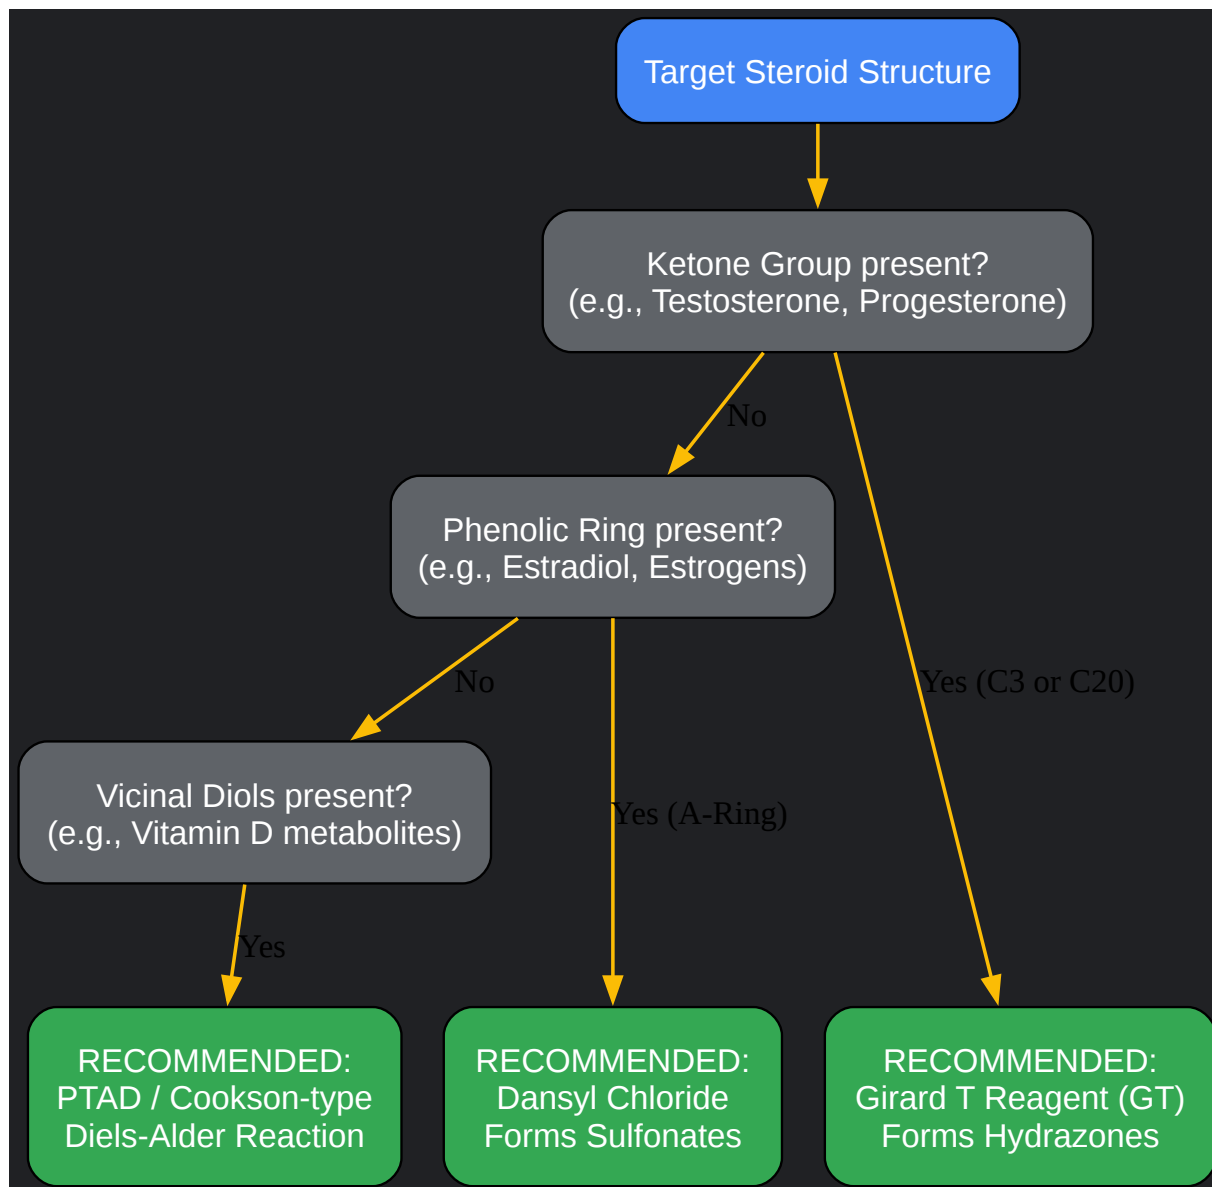 Target Steroid Structure
Ketone Group present?
(e.g., Testosterone, Progesterone)
No
Phenolic Ring present?
(e.g., Estradiol, Estrogens)
No
Yes (C3 or C20)
Vicinal Diols present?
(e.g., Vitamin D metabolites)
Yes (A-Ring)
Yes
RECOMMENDED:
PTAD / Cookson-type
Diels-Alder Reaction
RECOMMENDED:
Dansyl Chloride
Forms Sulfonates
RECOMMENDED:
Girard T Reagent (GT)
Forms Hydrazones